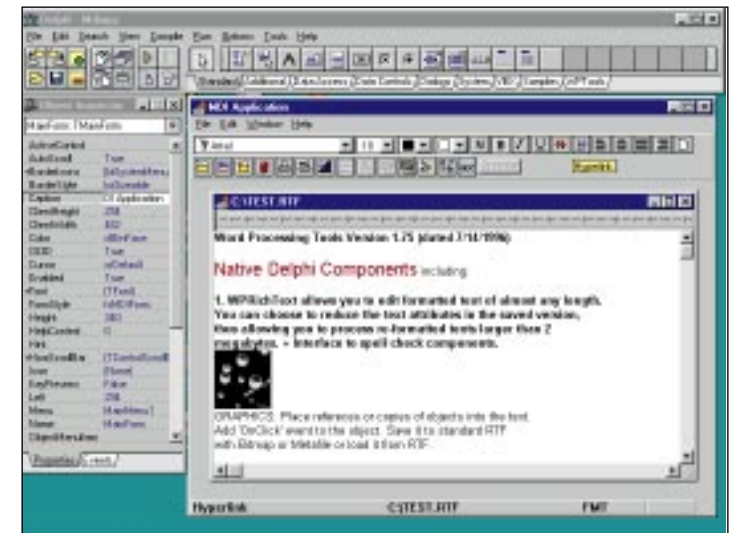 File Edit Search View Compile Run Options Tools Help
Standard Additional Data Access Data Controls Dialogs System VBX Samples WPTools
Object Inspector
MainForm: TMainForm
ActiveControl
AutoScroll True
BorderStyle bsSizeable
Caption MDI Application
ClientHeight
ClientWidth
Color clBtnFace
Ctl3D True
Cursor crDefault
Enabled True
Font (TFont)
FormStyle fsMDIForm
Height
HelpContext 0
Hint
HorzScrollBar
Icon (None)
KeyPreview False
Left
Menu MainMenu1
Name MainForm
ObjectMenuItem
Properties Events
MDI Application
File Edit Window Help
Arial
Hyperlink
C:\TEST.RTF
Word Processing Tools Version 1.75 (dated 7/14/1996)
Native Delphi Components including:
1. WPRichText allows you to edit formatted text of almost any length.
You can choose to reduce the text attributes in the saved version,
thus allowing you to process re-formatted texts larger than 2
megabytes. - Interface to spell check components.
GRAPHICS: Place references or copies of objects into the text.
Add 'OnClick' event to the object. Save it to standard RTF
with Bitmap or Metafile or load it from RTF.
Hyperlink C:\TEST.RTF FMT